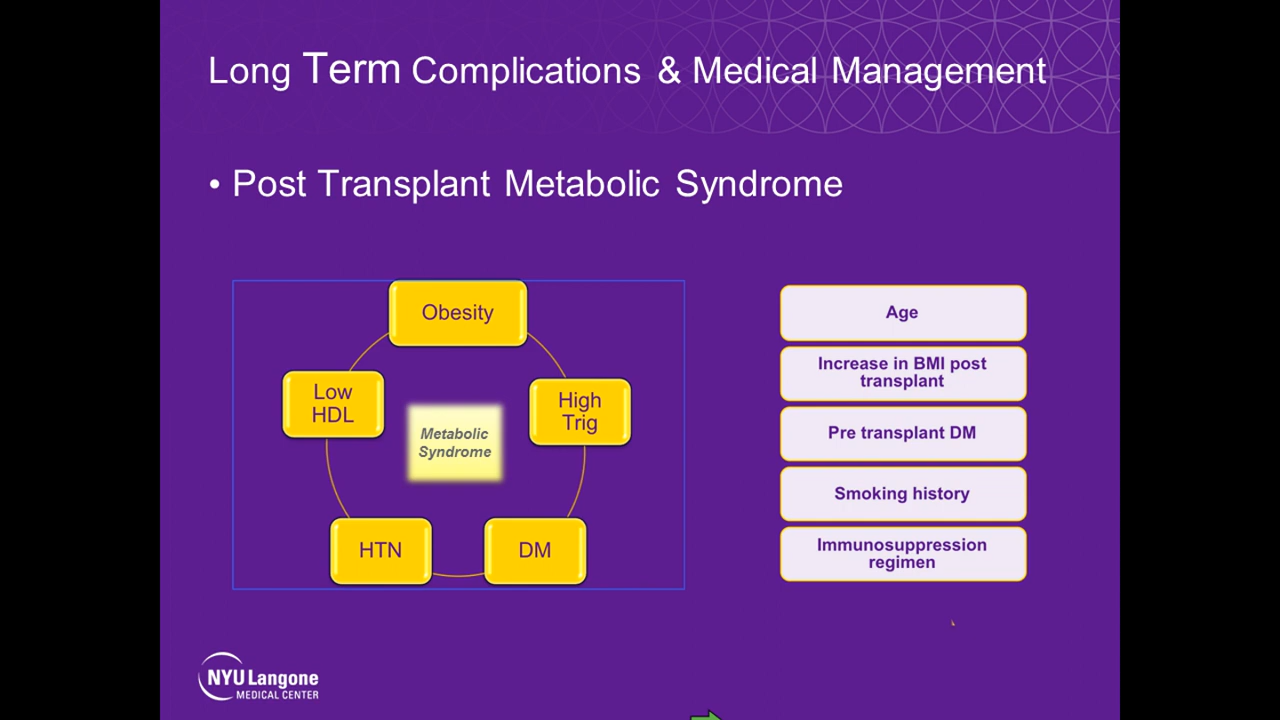 Long Term Complications & Medical Management
• Post Transplant Metabolic Syndrome
Obesity
Low
HDL
High
Trig
Metabolic
Syndrome
HTN
DM
Age
Increase in BMI post
transplant
Pre transplant DM
Smoking history
Immunosuppression
regimen
NYU Langone
MEDICAL CENTER